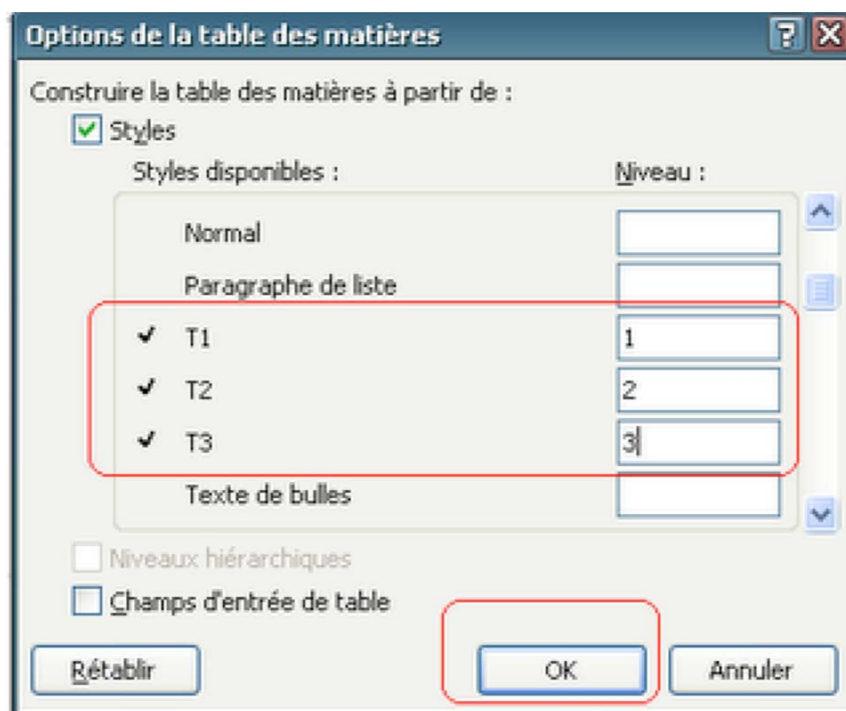 Options de la table des matières
Construire la table des matières à partir de :
Styles
Styles disponibles : Niveau :
Normal
Paragraphe de liste
T1 1
T2 2
T3 3
Texte de bulles
Niveaux hiérarchiques
Champs d'entrée de table
Rétablir OK Annuler